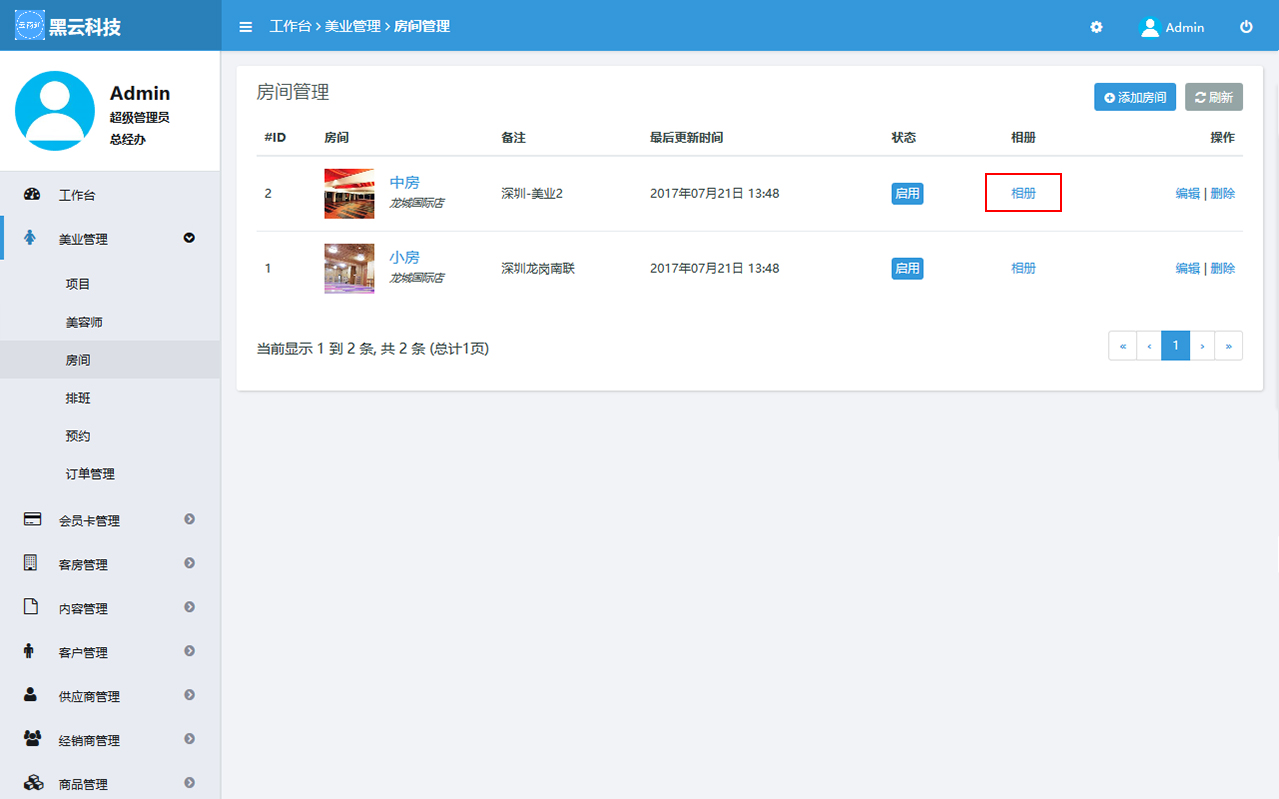 黑云科技
工作台 › 美业管理 › 房间管理
Admin
Admin
超级管理员
总经办
工作台
美业管理
项目
美容师
房间
排班
预约
订单管理
会员卡管理
客房管理
内容管理
客户管理
供应商管理
经销商管理
商品管理
房间管理
添加房间 刷新
#ID 房间 备注 最后更新时间 状态 相册 操作
2 中房 龙城国际店 深圳-美业2 2017年07月21日 13:48 启用 相册 编辑 | 删除
1 小房 龙城国际店 深圳龙岗南联 2017年07月21日 13:48 启用 相册 编辑 | 删除
当前显示 1 到 2 条, 共 2 条 (总计1页)
« ‹ 1 › »